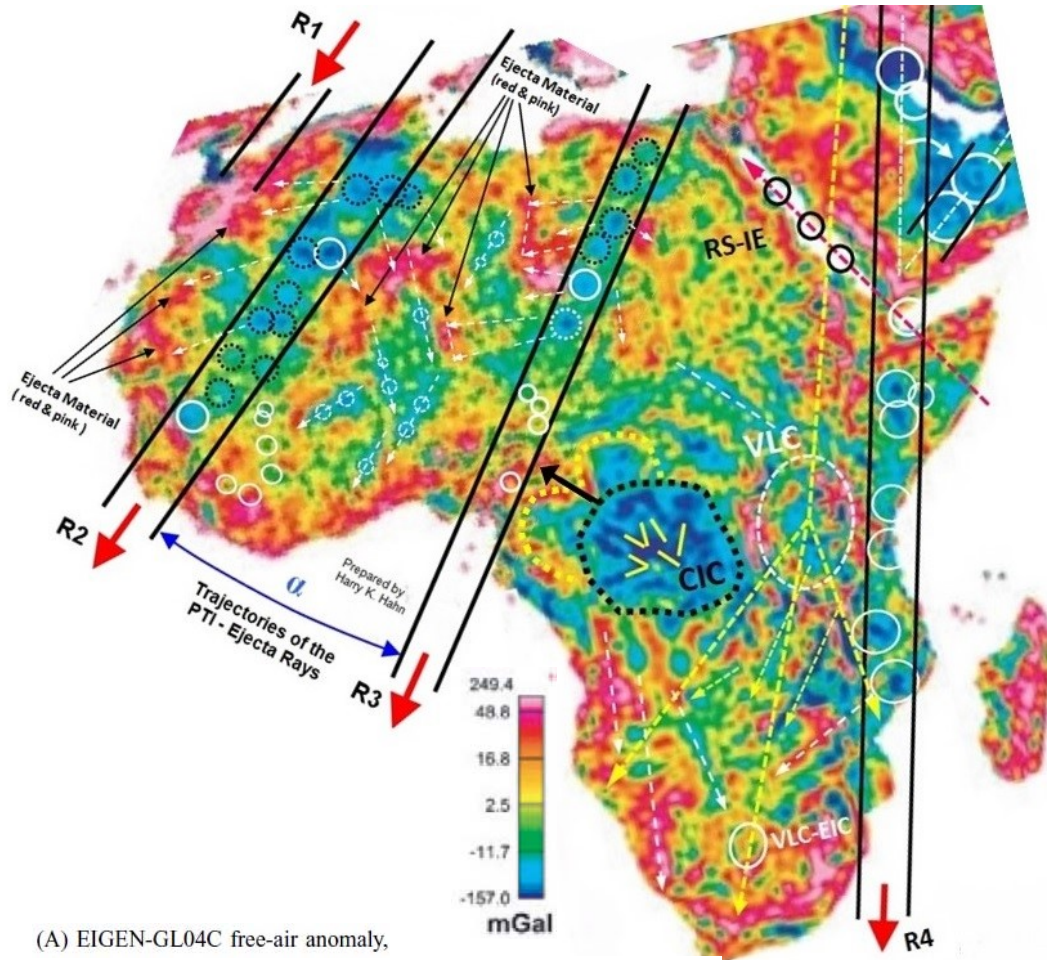 R1
Ejecta Material
(red & pink)
RS-IE
VLC
Ejecta Material
( red & pink )
CIC
R2
α
Prepared by
Harry K. Hahn
Trajectories of the
PTI - Ejecta Rays
R3
249.4
48.8
16.8
2.5
-11.7
-157.0
mGal
VLC-EIC
R4
(A) EIGEN-GL04C free-air anomaly,